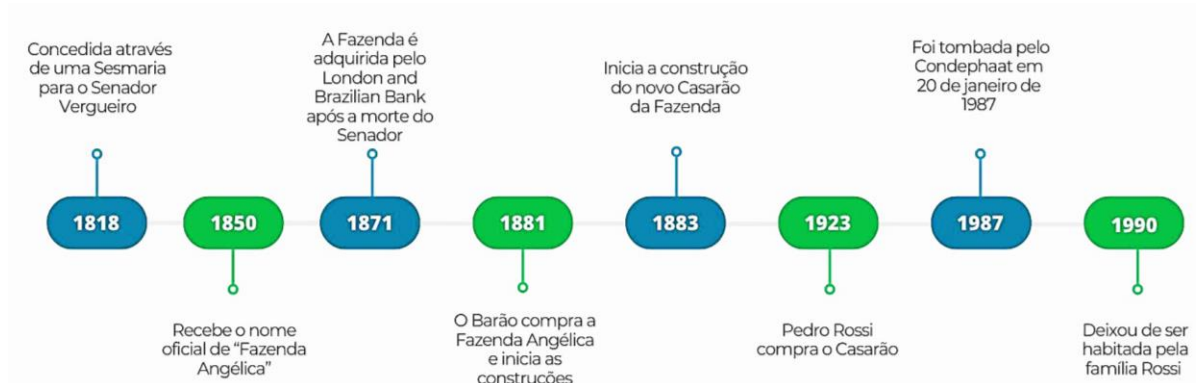 Concedida através
de uma Sesmaria
para o Senador
Vergueiro
1818
1850
Recebe o nome
oficial de “Fazenda
Angélica”
A Fazenda é
adquirida pelo
London and
Brazilian Bank
após a morte do
Senador
1871
1881
O Barão compra a
Fazenda Angélica
e inicia as
construções
Inicia a construção
do novo Casarão
da Fazenda
1883
1923
Pedro Rossi
compra o Casarão
Foi tombada pelo
Condephaat em
20 de janeiro de
1987
1987
1990
Deixou de ser
habitada pela
família Rossi